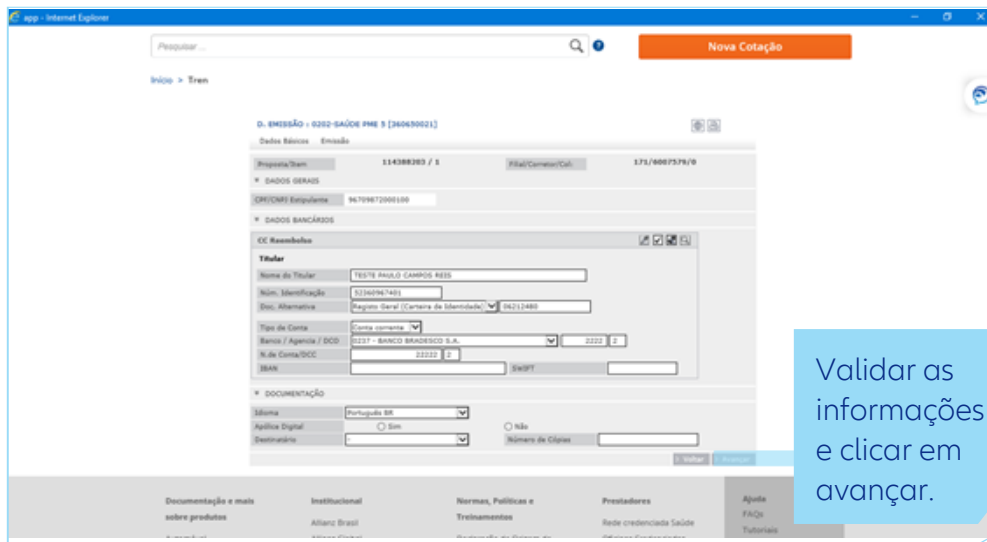 app - Internet Explorer
Pesquisar ...
Nova Cotação
Início > Tren
D. EMISSÃO : 0202-SAÚDE PME 5 [360650021]
Dados Básicos Emissão
Proposta/Item 114388203 / 1 Filial/Corretor/Col: 171/6007579/0
DADOS GERAIS
CPF/CNPJ Estipulante 96709872000100
DADOS BANCÁRIOS
CC Reembolso
Titular
Nome do Titular TESTE PAULO CAMPOS REIS
Núm. Identificação 52360967401
Doc. Alternativa Registo Geral (Carteira de Identidade) 06212480
Tipo de Conta Conta corrente
Banco / Agencia / DCO 0237 - BANCO BRADESCO S.A. 2222 2
N.de Conta/DCC 22222 2
IBAN SWIFT
DOCUMENTAÇÃO
Idioma Português BR
Apólice Digital Sim Não
Destinatário - Número de Cópias
Voltar Avançar
Validar as
informações
e clicar em
avançar.
Documentação e mais Institucional Normas, Políticas e Prestadores Ajuda
sobre produtos Allianz Brasil Treinamentos Rede credenciada Saúde FAQs
Tutoriais